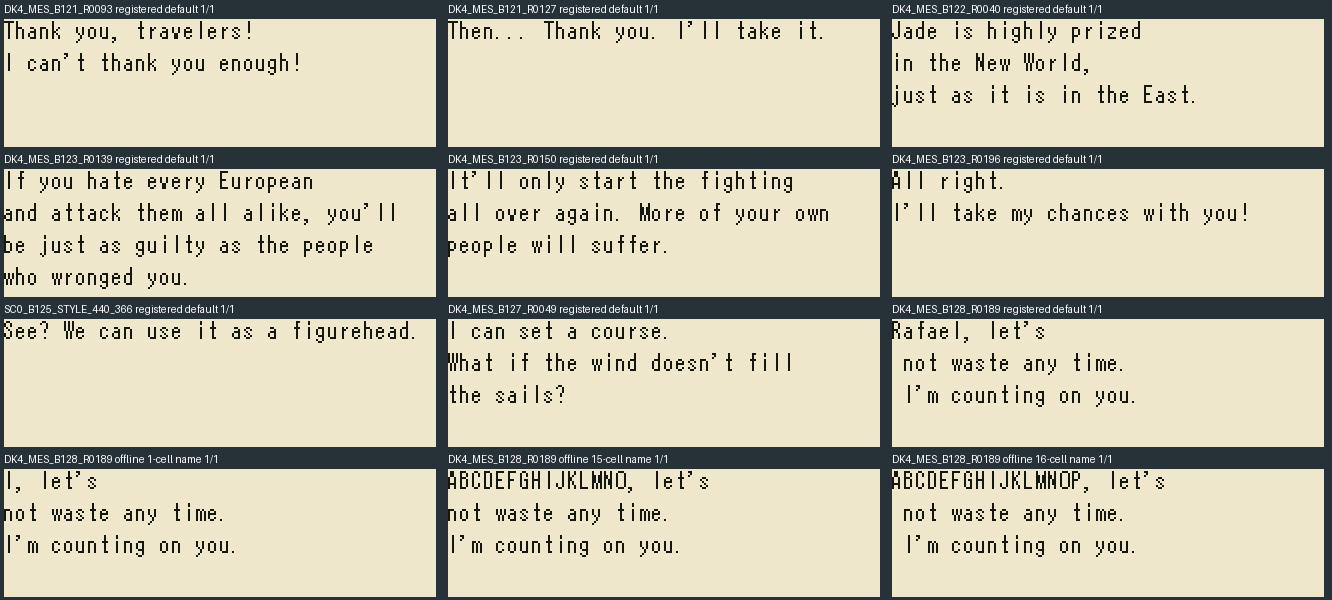 DK4_MES_B121_R0093 registered default 1/1
Thank you, travelers!
I can't thank you enough!
DK4_MES_B121_R0127 registered default 1/1
Then... Thank you. I'll take it.
DK4_MES_B122_R0040 registered default 1/1
Jade is highly prized
in the New World,
just as it is in the East.
DK4_MES_B123_R0139 registered default 1/1
If you hate every European
and attack them all alike, you'll
be just as guilty as the people
who wronged you.
DK4_MES_B123_R0150 registered default 1/1
It'll only start the fighting
all over again. More of your own
people will suffer.
DK4_MES_B123_R0196 registered default 1/1
All right.
I'll take my chances with you!
SC0_B125_STYLE_440_366 registered default 1/1
See? We can use it as a figurehead.
DK4_MES_B127_R0049 registered default 1/1
I can set a course.
What if the wind doesn't fill
the sails?
DK4_MES_B128_R0189 registered default 1/1
Rafael, let's
not waste any time.
I'm counting on you.
DK4_MES_B128_R0189 offline 1-cell name 1/1
I, let's
not waste any time.
I'm counting on you.
DK4_MES_B128_R0189 offline 15-cell name 1/1
ABCDEFGHIJKLMNO, let's
not waste any time.
I'm counting on you.
DK4_MES_B128_R0189 offline 16-cell name 1/1
ABCDEFGHIJKLMNOP, let's
not waste any time.
I'm counting on you.